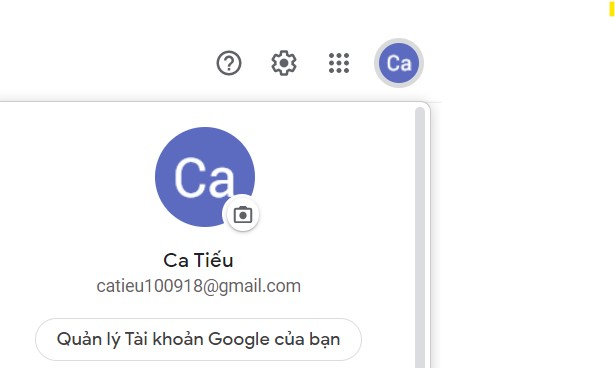 Ca
Ca
Ca Tiếu
catieu100918@gmail.com
Quản lý Tài khoản Google của bạn